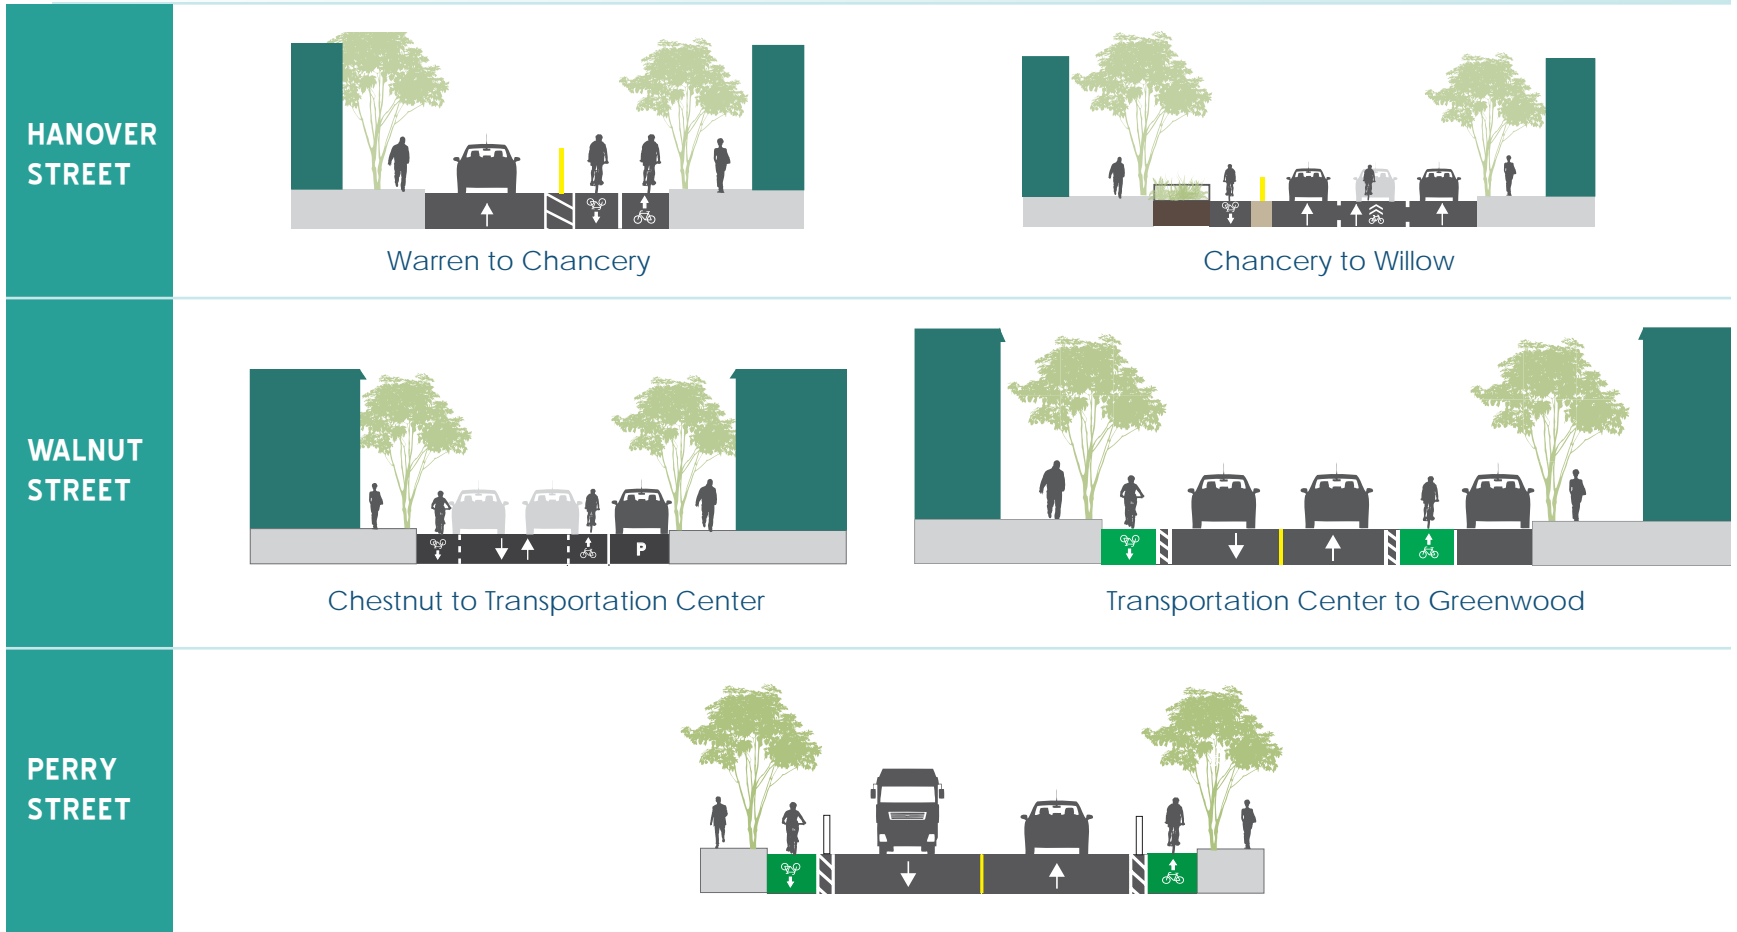 HANOVER
STREET
Warren to Chancery
Chancery to Willow
WALNUT
STREET
P
Chestnut to Transportation Center
Transportation Center to Greenwood
PERRY
STREET